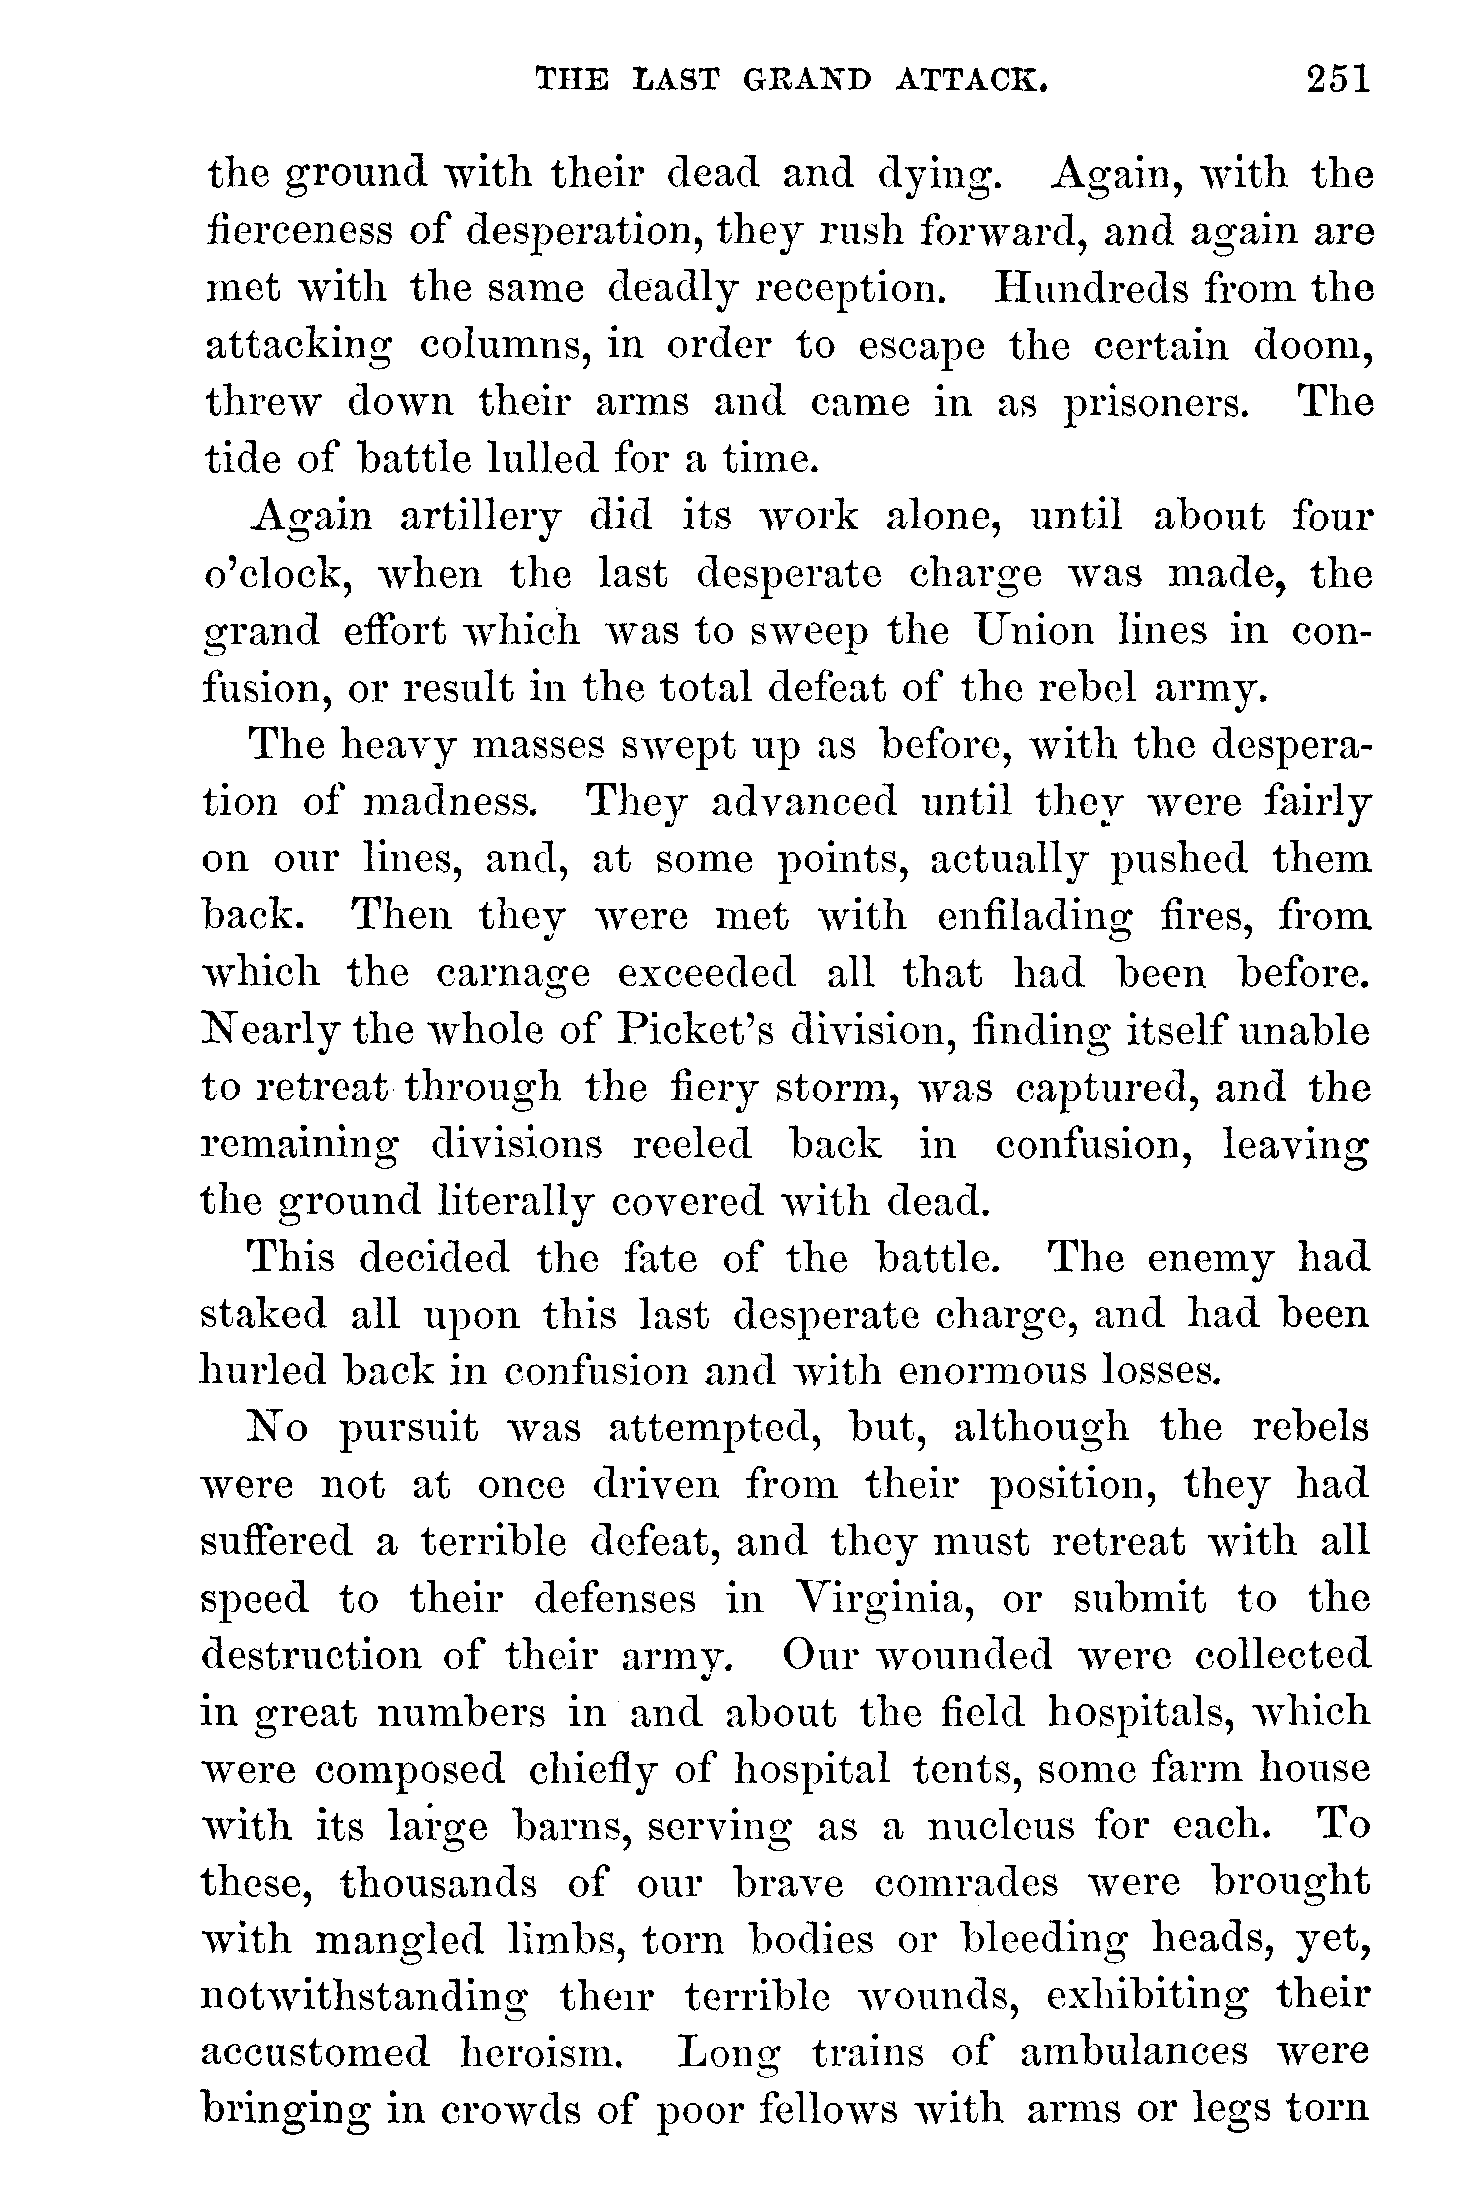 THE LAST GRAND ATTACK. 251
the ground with their dead and dying. Again, with the
fierceness of desperation, they rush forward, and again are
met with the same deadly reception. Hundreds from the
attacking columns, in order to escape the certain doom,
threw down their arms and came in as prisoners. The
tide of battle lulled for a time.
Again artillery did its work alone, until about four
o'clock, when the last desperate charge was made, the
grand effort which was to sweep the Union lines in con-
fusion, or result in the total defeat of the rebel army.
The heavy masses swept up as before, with the despera-
tion of madness. They advanced until they were fairly
on our lines, and, at some points, actually pushed them
back. Then they were met with enfilading fires, from
which the carnage exceeded all that had been before.
Nearly the whole of Picket's division, finding itself unable
to retreat through the fiery storm, was captured, and the
remaining divisions reeled back in confusion, leaving
the ground literally covered with dead.
This decided the fate of the battle. The enemy had
staked all upon this last desperate charge, and had been
hurled back in confusion and with enormous losses.
No pursuit was attempted, but, although the rebels
were not at once driven from their position, they had
suffered a terrible defeat, and they must retreat with all
speed to their defenses in Virginia, or submit to the
destruction of their army. Our wounded were collected
in great numbers in and about the field hospitals, which
were composed chiefly of hospital tents, some farm house
with its large barns, serving as a nucleus for each. To
these, thousands of our brave comrades were brought
with mangled limbs, torn bodies or bleeding heads, yet,
notwithstanding their terrible wounds, exhibiting their
accustomed heroism. Long trains of ambulances were
bringing in crowds of poor fellows with arms or legs torn